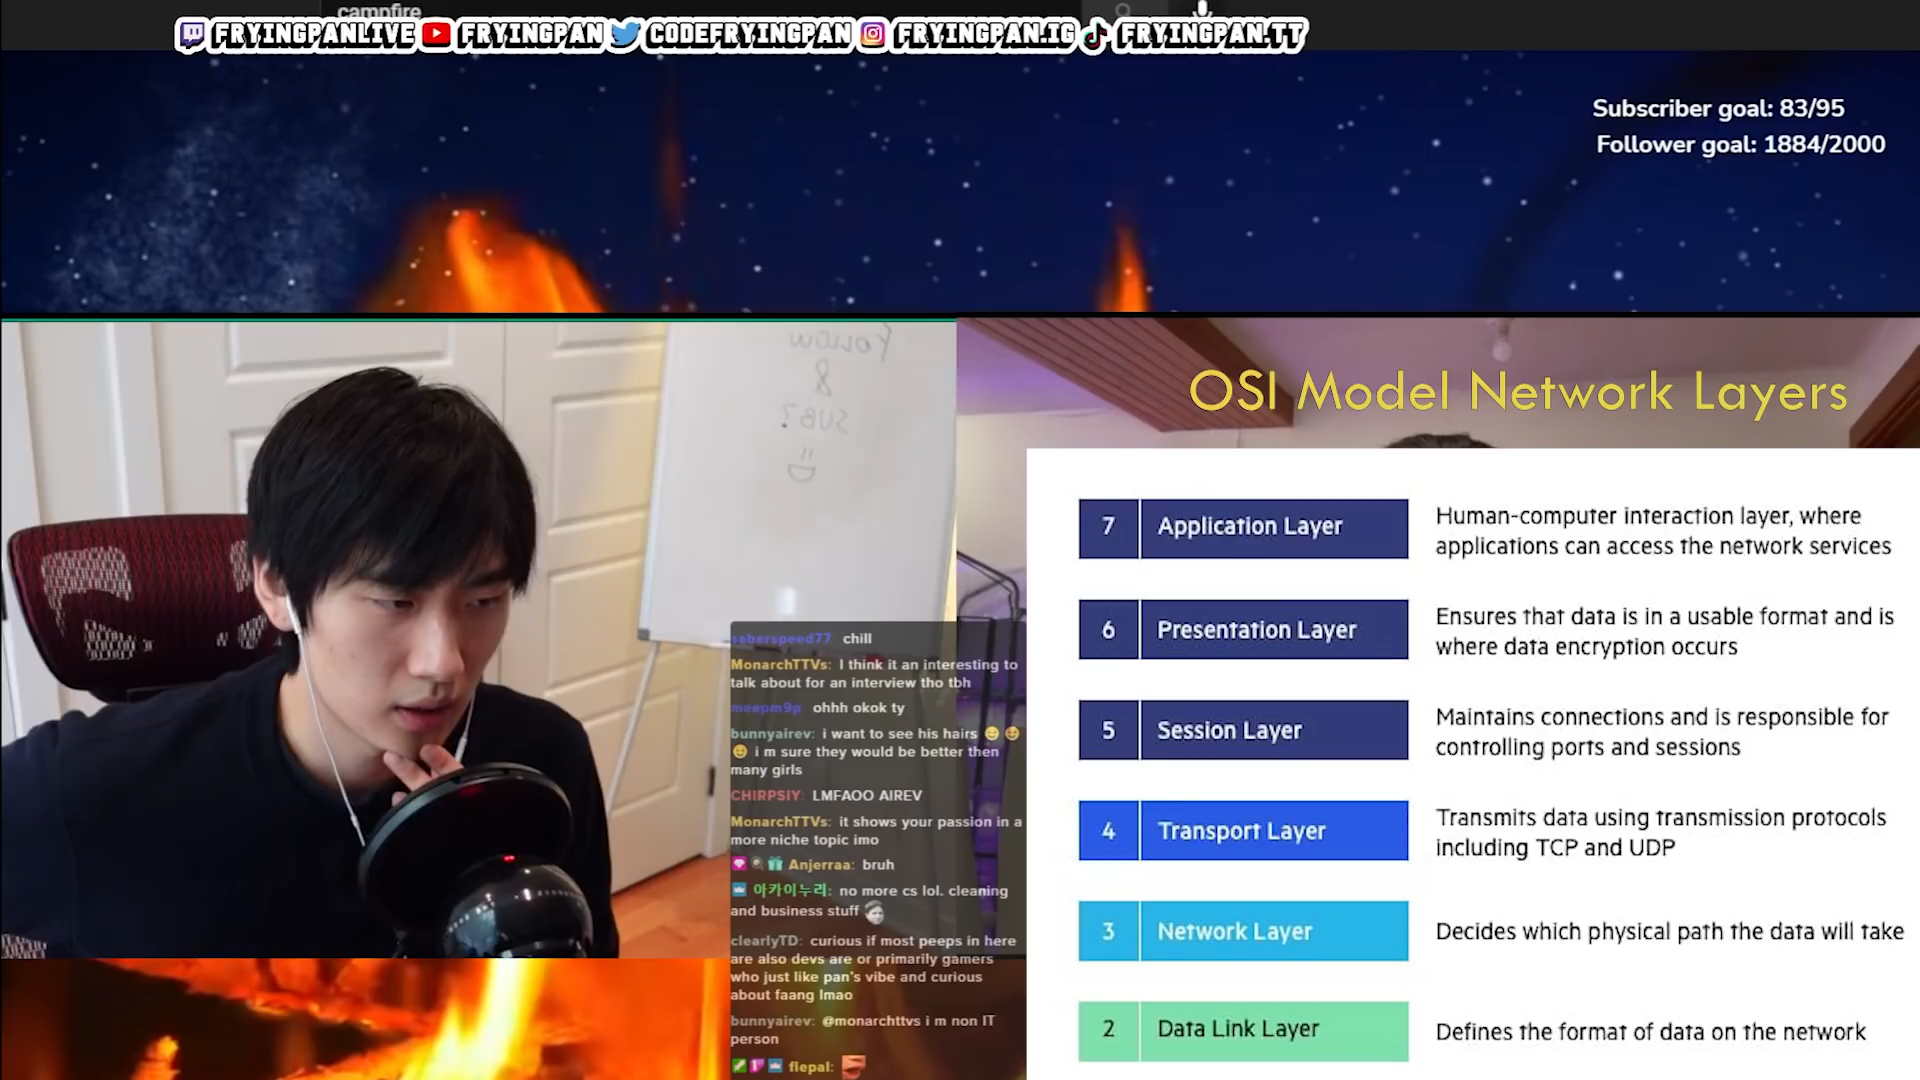 campfire
FRYINGPANLIVE FRYINGPAN CODEFRYINGPAN FRYINGPAN.IG FRYINGPAN.TT
Subscriber goal: 83/95
Follower goal: 1884/2000
Follow
&
SUB?
=D
OSI Model Network Layers
7 Application Layer
Human-computer interaction layer, where
applications can access the network services
6 Presentation Layer
Ensures that data is in a usable format and is
where data encryption occurs
5 Session Layer
Maintains connections and is responsible for
controlling ports and sessions
4 Transport Layer
Transmits data using transmission protocols
including TCP and UDP
3 Network Layer
Decides which physical path the data will take
2 Data Link Layer
Defines the format of data on the network
saberspeed77 chill
MonarchTTVs: I think it an interesting to
talk about for an interview tho tbh
meepm9p ohhh okok ty
bunnyairev: i want to see his hairs
i m sure they would be better then
many girls
CHIRPSIY: LMFAOO AIREV
MonarchTTVs: it shows your passion in a
more niche topic imo
Anjerraa: bruh
아카이누리: no more cs lol. cleaning
and business stuff
clearlyTD: curious if most peeps in here
are also devs are or primarily gamers
who just like pan's vibe and curious
about faang lmao
bunnyairev: @monarchttvs i m non IT
person
flepal: